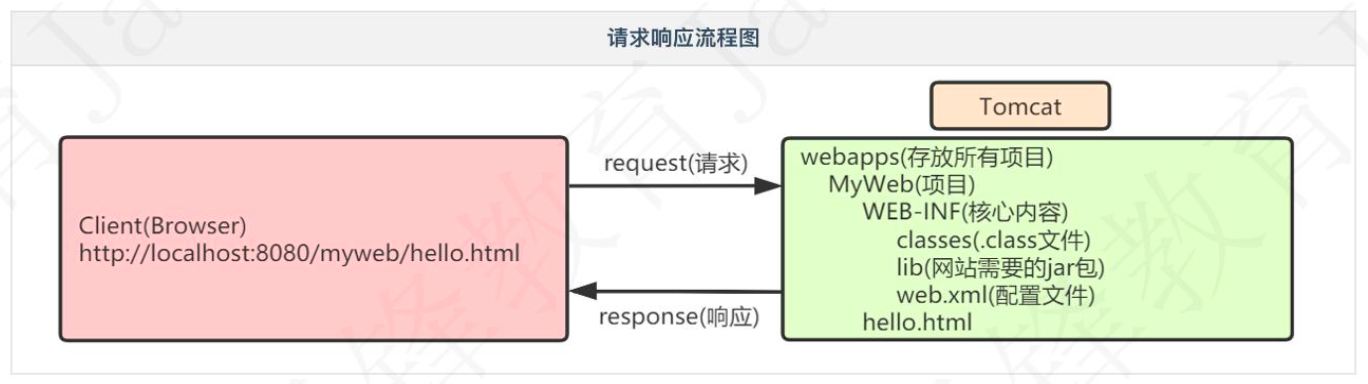 请求响应流程图
Tomcat
Client(Browser)
http://localhost:8080/myweb/hello.html
request(请求)
response(响应)
webapps(存放所有项目)
MyWeb(项目)
WEB-INF(核心内容)
classes(.class文件)
lib(网站需要的jar包)
web.xml(配置文件)
hello.html